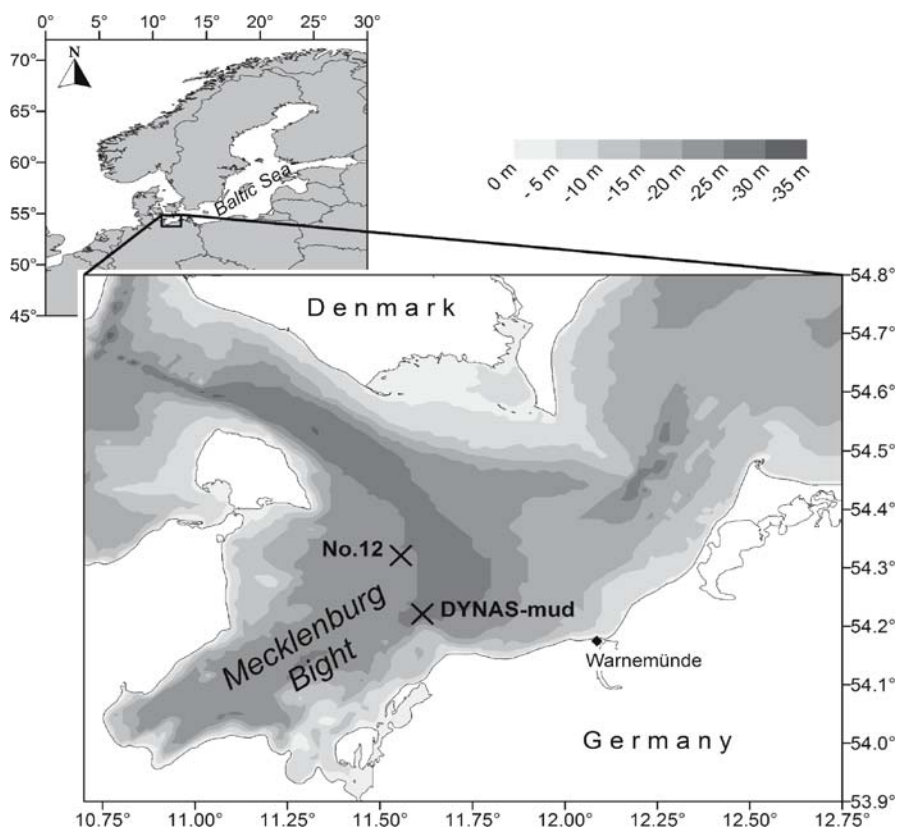 0° 5° 10° 15° 20° 25° 30°
N
70°
65°
60°
55°
50°
45°
Baltic Sea
0 m -5 m -10 m -15 m -20 m -25 m -30 m -35 m
Denmark
No.12
DYNAS-mud
Mecklenburg
Bight
Warnemünde
Germany
54.8°
54.7°
54.6°
54.5°
54.4°
54.3°
54.2°
54.1°
54.0°
53.9°
10.75° 11.00° 11.25° 11.50° 11.75° 12.00° 12.25° 12.50° 12.75°